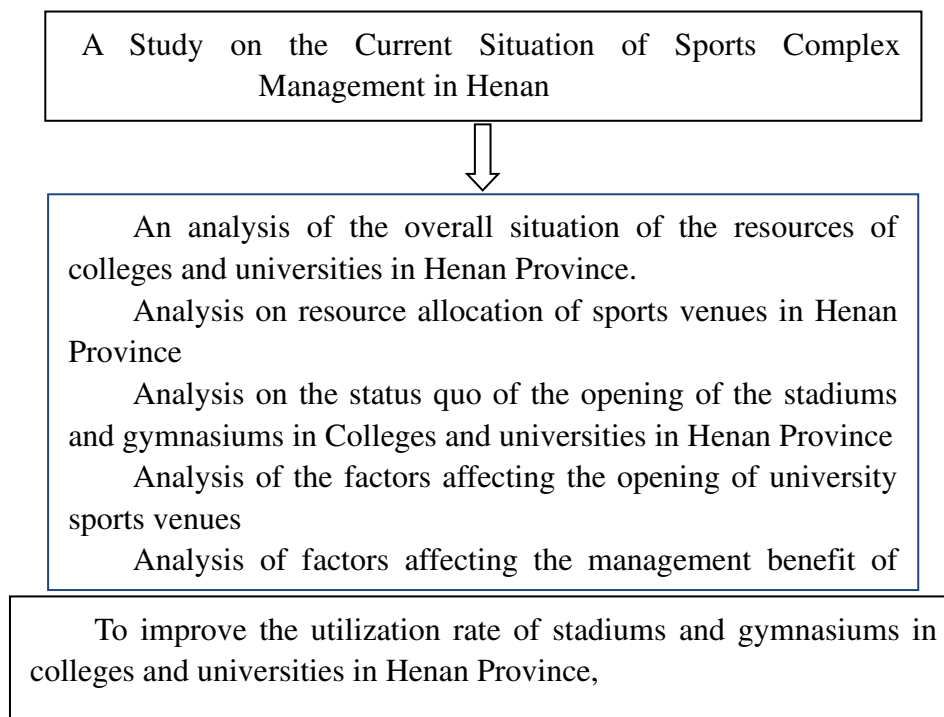 A Study on the Current Situation of Sports Complex
Management in Henan
An analysis of the overall situation of the resources of
colleges and universities in Henan Province.
Analysis on resource allocation of sports venues in Henan
Province
Analysis on the status quo of the opening of the stadiums
and gymnasiums in Colleges and universities in Henan Province
Analysis of the factors affecting the opening of university
sports venues
Analysis of factors affecting the management benefit of
To improve the utilization rate of stadiums and gymnasiums in
colleges and universities in Henan Province,